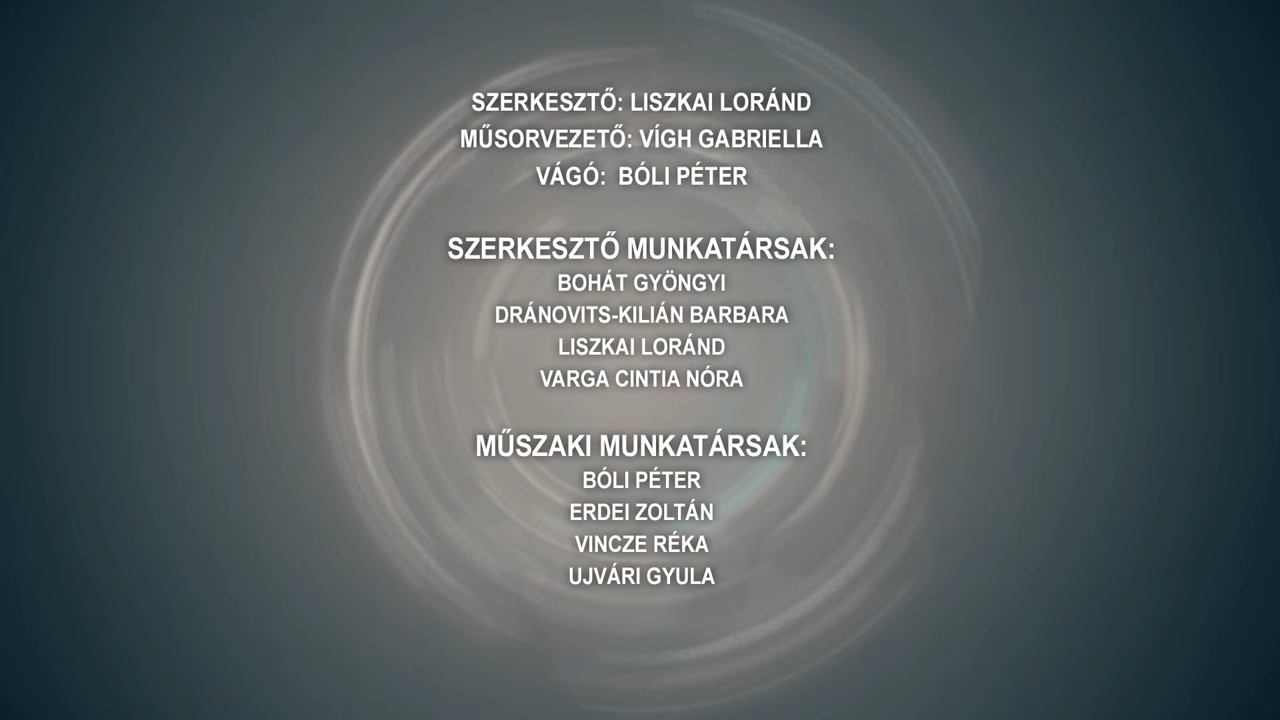 SZERKESZTŐ: LISZKAI LORÁND
MŰSORVEZETŐ: VÍGH GABRIELLA
VÁGÓ: BÓLI PÉTER
SZERKESZTŐ MUNKATÁRSAK:
BOHÁT GYÖNGYI
DRÁNOVITS-KILIÁN BARBARA
LISZKAI LORÁND
VARGA CINTIA NÓRA
MŰSZAKI MUNKATÁRSAK:
BÓLI PÉTER
ERDEI ZOLTÁN
VINCZE RÉKA
UJVÁRI GYULA